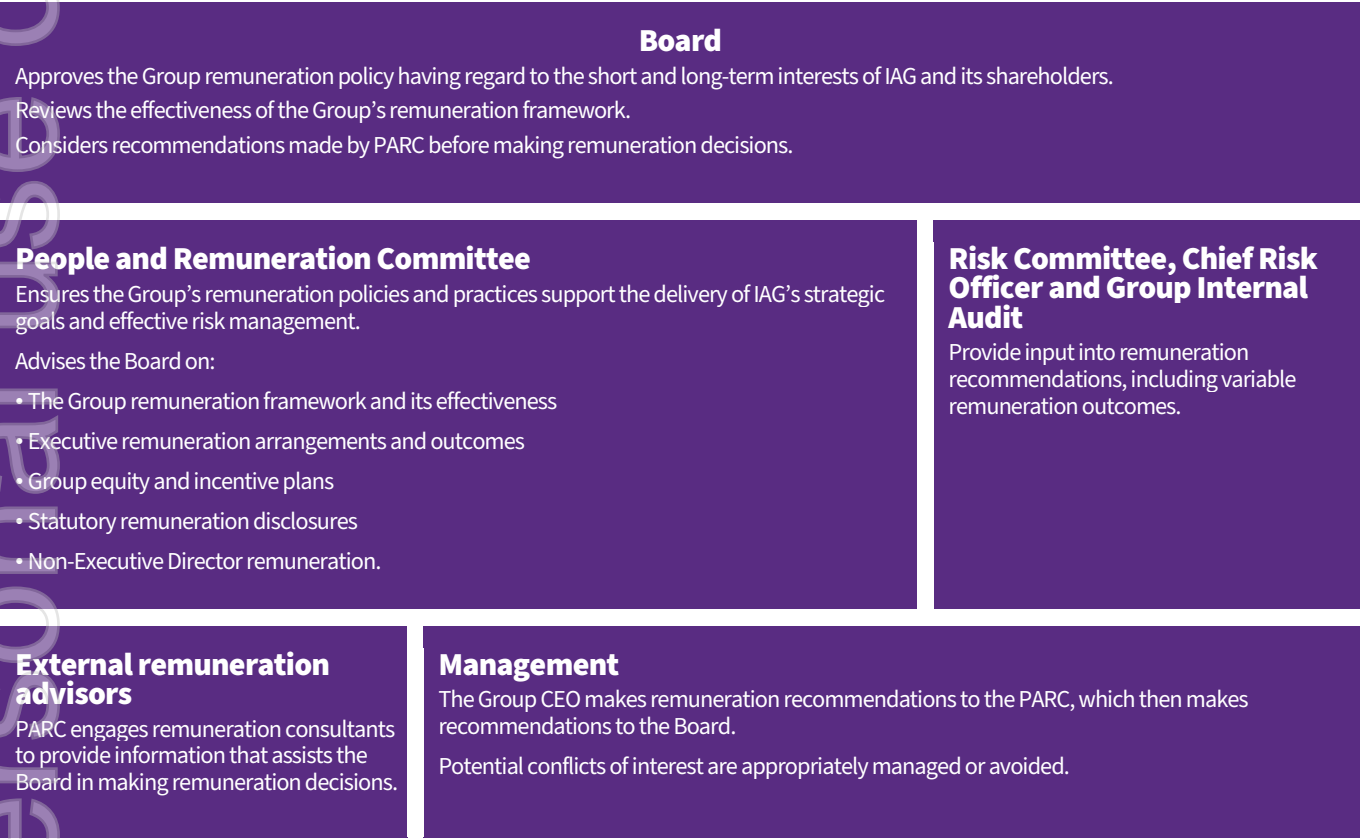 Board
Approves the Group remuneration policy having regard to the short and long-term interests of IAG and its shareholders.
Reviews the effectiveness of the Group’s remuneration framework.
Considers recommendations made by PARC before making remuneration decisions.
People and Remuneration Committee
Ensures the Group’s remuneration policies and practices support the delivery of IAG’s strategic
goals and effective risk management.
Advises the Board on:
• The Group remuneration framework and its effectiveness
• Executive remuneration arrangements and outcomes
• Group equity and incentive plans
• Statutory remuneration disclosures
• Non-Executive Director remuneration.
Risk Committee, Chief Risk
Officer and Group Internal
Audit
Provide input into remuneration
recommendations, including variable
remuneration outcomes.
External remuneration
advisors
PARC engages remuneration consultants
to provide information that assists the
Board in making remuneration decisions.
Management
The Group CEO makes remuneration recommendations to the PARC, which then makes
recommendations to the Board.
Potential conflicts of interest are appropriately managed or avoided.